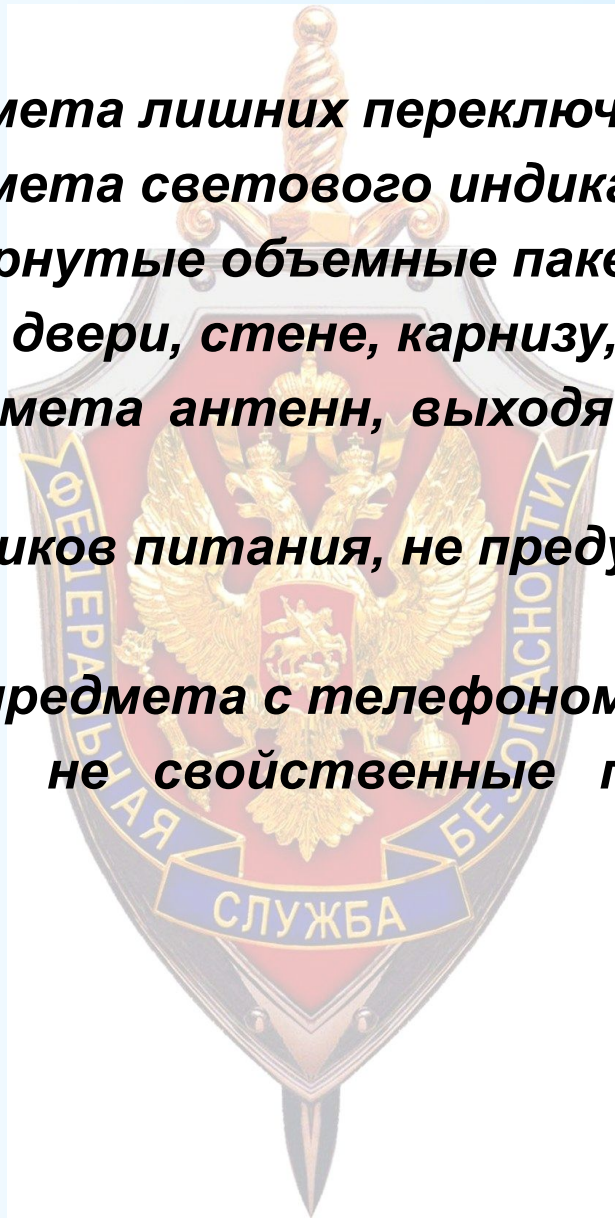 мета лишних переключ
мета светового индика
рнутые объемные паке
двери, стене, карнизу,
мета антенн, выходя
иков питания, не преду
предмета с телефоном
не свойственные п
ФЕДЕРАЛЬНАЯ
СЛУЖБА
БЕЗОПАСНОСТИ